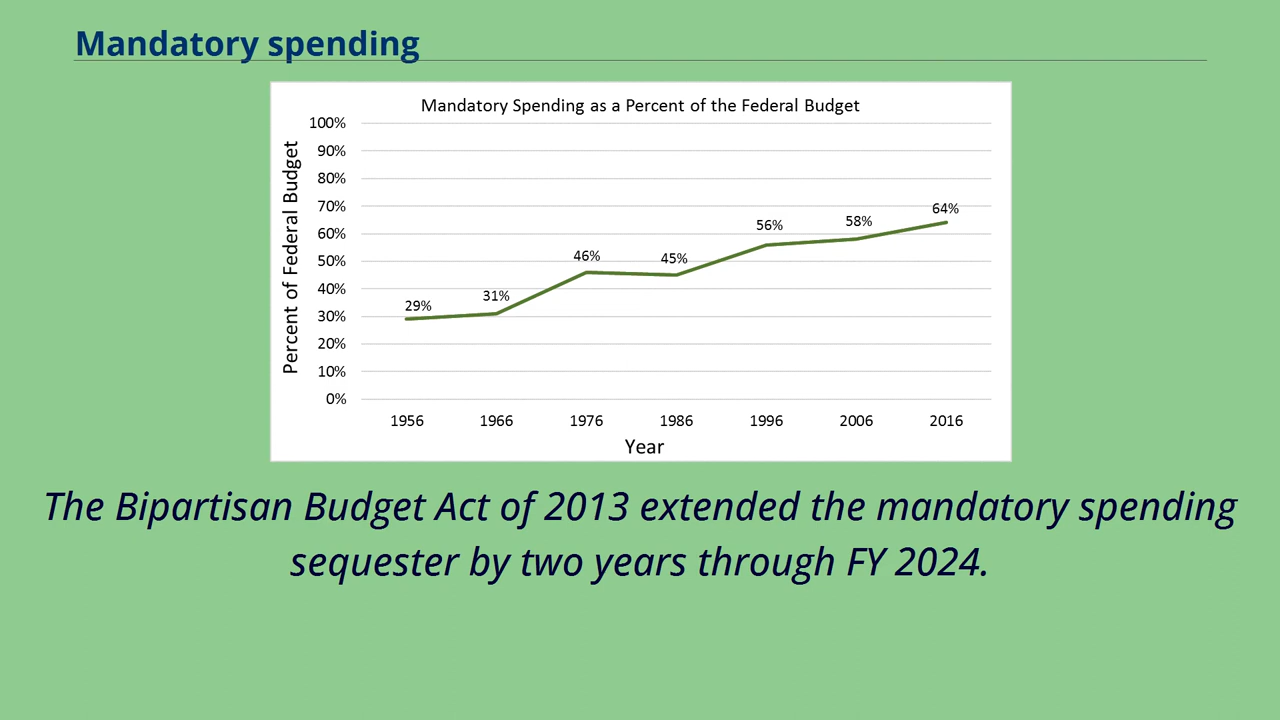 Mandatory spending
Mandatory Spending as a Percent of the Federal Budget
Percent of Federal Budget
100%
90%
80%
70%
60%
50%
40%
30%
20%
10%
0%
29%
31%
46%
45%
56%
58%
64%
1956 1966 1976 1986 1996 2006 2016
Year
The Bipartisan Budget Act of 2013 extended the mandatory spending
sequester by two years through FY 2024.